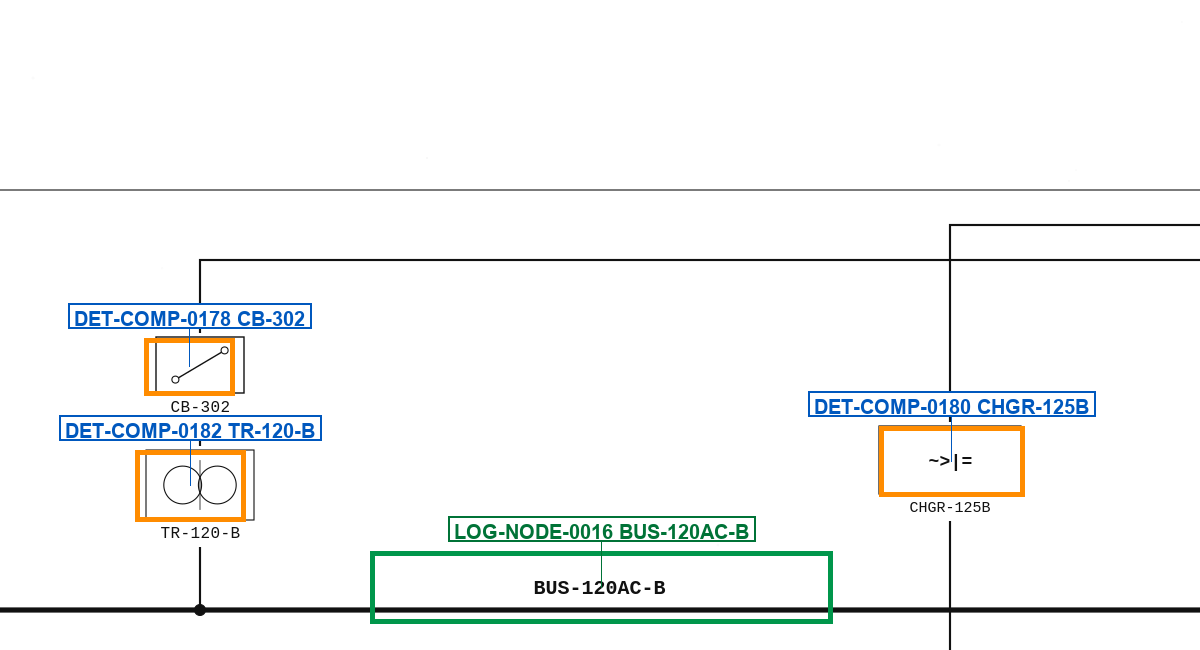 DET-COMP-0178 CB-302
CB-302
DET-COMP-0182 TR-120-B
TR-120-B
DET-COMP-0180 CHGR-125B
~>|=
CHGR-125B
LOG-NODE-0016 BUS-120AC-B
BUS-120AC-B